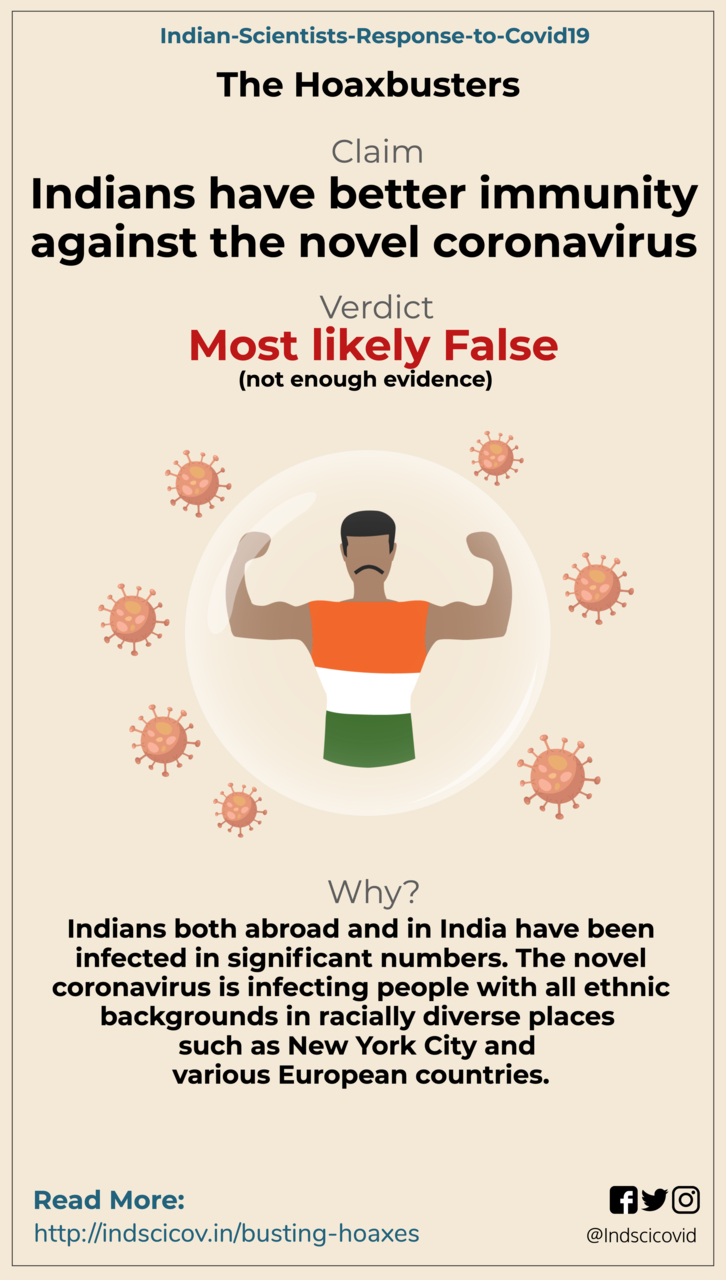 Indian-Scientists-Response-to-Covid19
The Hoaxbusters
Claim
Indians have better immunity
against the novel coronavirus
Verdict
Most likely False
(not enough evidence)
Why?
Indians both abroad and in India have been
infected in significant numbers. The novel
coronavirus is infecting people with all ethnic
backgrounds in racially diverse places
such as New York City and
various European countries.
Read More:
http://indscicov.in/busting-hoaxes
@Indscicovid